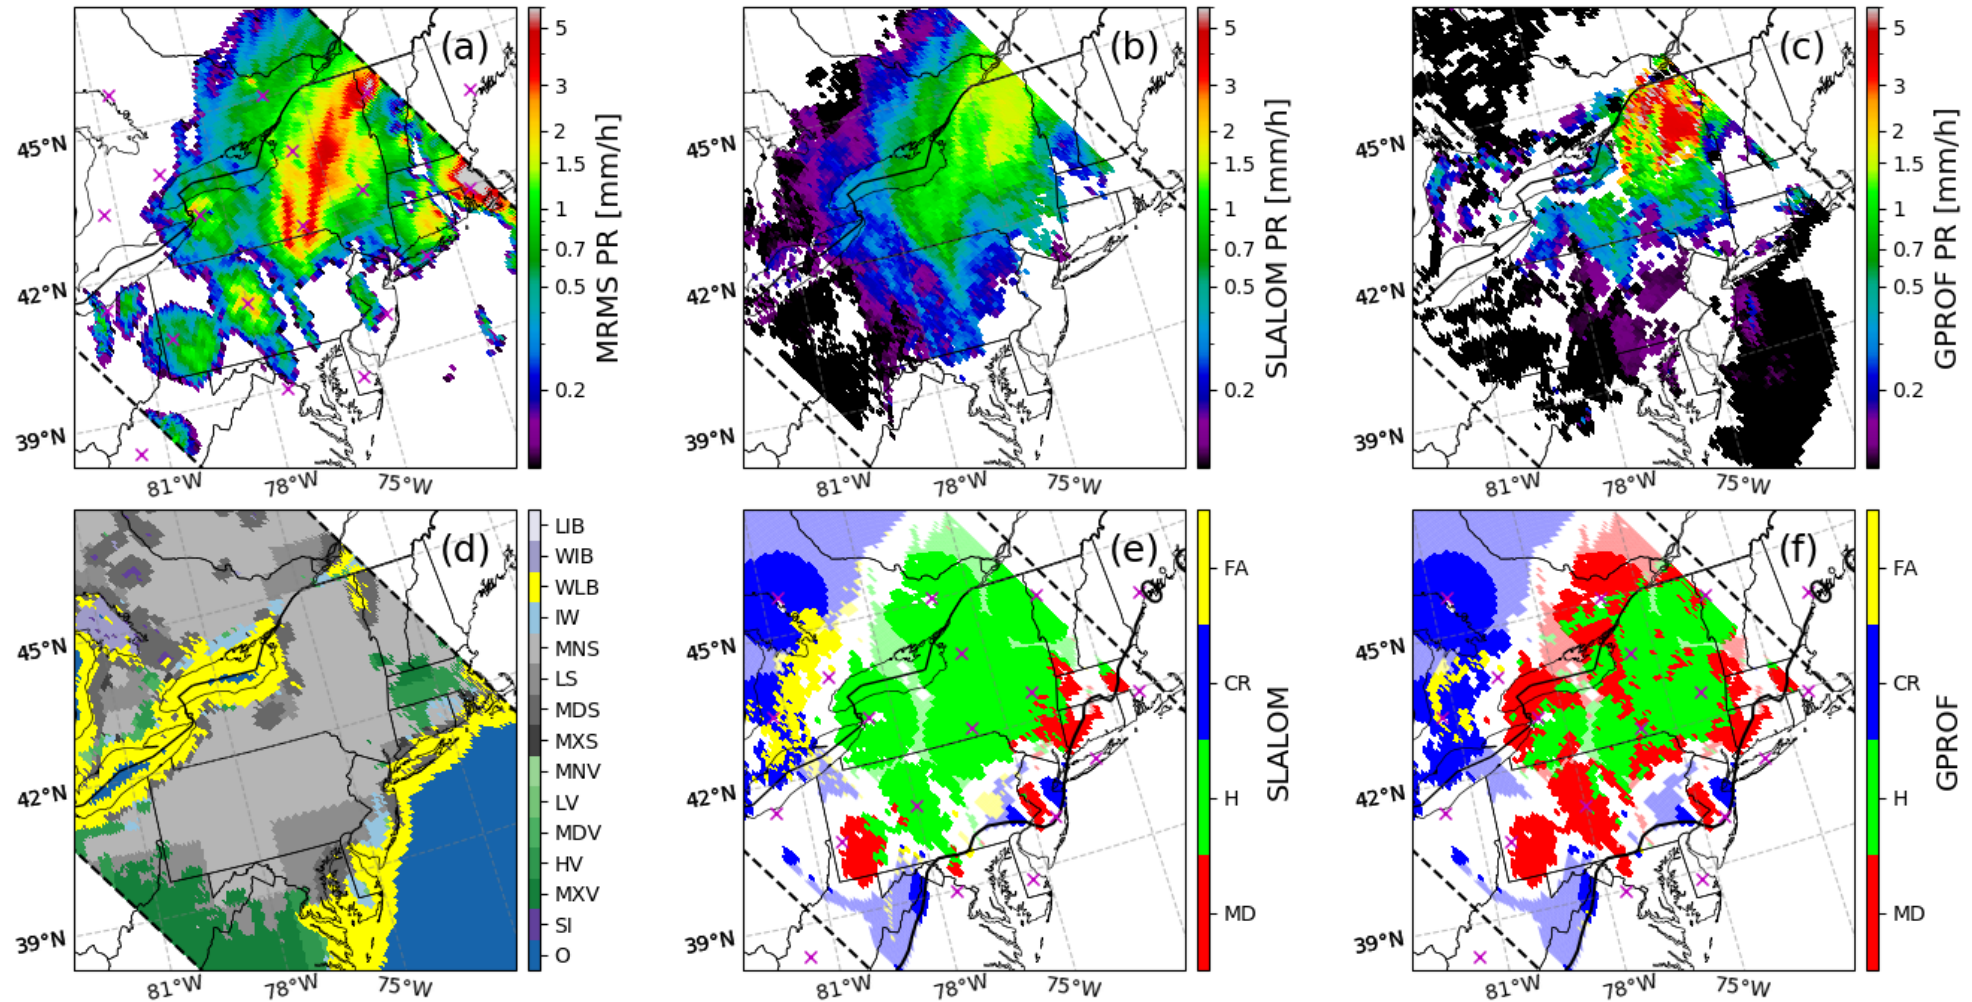 (a)
45°N
42°N
39°N
81°W
78°W
75°W
5
3
2
1.5
1
0.7
0.5
0.2
MRMS PR [mm/h]
(b)
45°N
42°N
39°N
81°W
78°W
75°W
5
3
2
1.5
1
0.7
0.5
0.2
SLALOM PR [mm/h]
(c)
45°N
42°N
39°N
81°W
78°W
75°W
5
3
2
1.5
1
0.7
0.5
0.2
GPROF PR [mm/h]
(d)
45°N
42°N
39°N
81°W
78°W
75°W
LIB
WIB
WLB
IW
MNS
LS
MDS
MXS
MNV
LV
MDV
HV
MXV
SI
O
(e)
45°N
42°N
39°N
81°W
78°W
75°W
0°C
FA
CR
H
MD
SLALOM
(f)
45°N
42°N
39°N
81°W
78°W
75°W
0°C
FA
CR
H
MD
GPROF